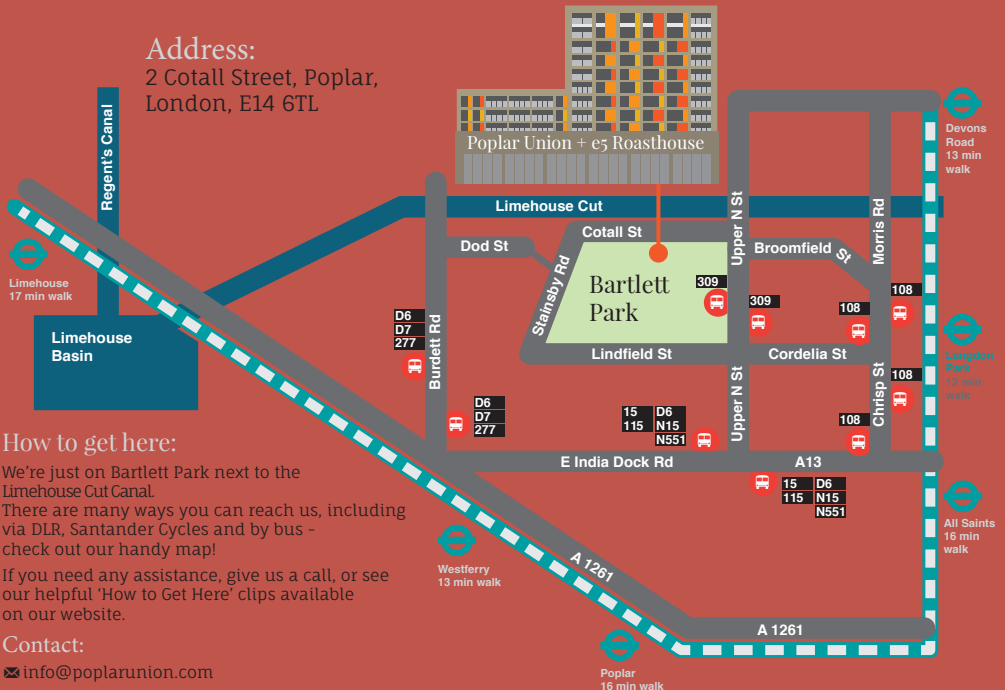 Address:
2 Cotall Street, Poplar,
London, E14 6TL
Poplar Union + e5 Roasthouse
Devons
Road
13 min
walk
Regent's Canal
Limehouse Cut
Upper N St
Morris Rd
Cotall St
Dod St
Broomfield St
Stainsby Rd
Bartlett
Park
309
309
108
108
Limehouse
17 min walk
Limehouse
Basin
D6
D7
277
Burdett Rd
Lindfield St
Cordelia St
Langdon
Park
12 min
walk
Chrisp St
108
108
D6
D7
277
15 D6
115 N15
N551
Upper N St
E India Dock Rd
A13
15 D6
115 N15
N551
All Saints
16 min
walk
How to get here:
We're just on Bartlett Park next to the
Limehouse Cut Canal.
There are many ways you can reach us, including
via DLR, Santander Cycles and by bus -
check out our handy map!
If you need any assistance, give us a call, or see
our helpful 'How to Get Here' clips available
on our website.
Contact:
info@poplarunion.com
Westferry
13 min walk
A 1261
A 1261
Poplar
16 min walk